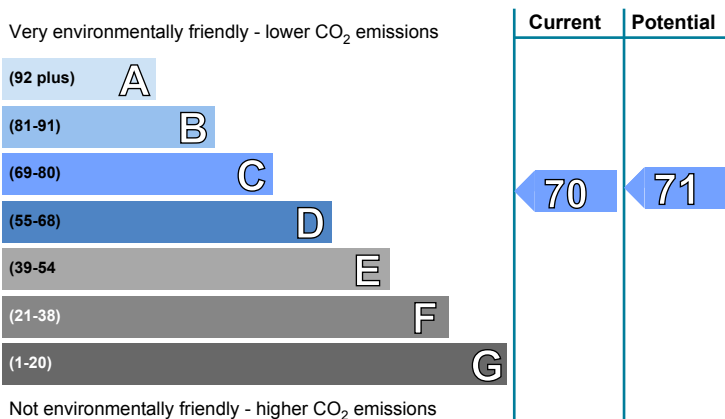 Current Potential
Very environmentally friendly - lower CO2 emissions
(92 plus) A
(81-91) B
(69-80) C
70 71
(55-68) D
(39-54 E
(21-38) F
(1-20) G
Not environmentally friendly - higher CO2 emissions